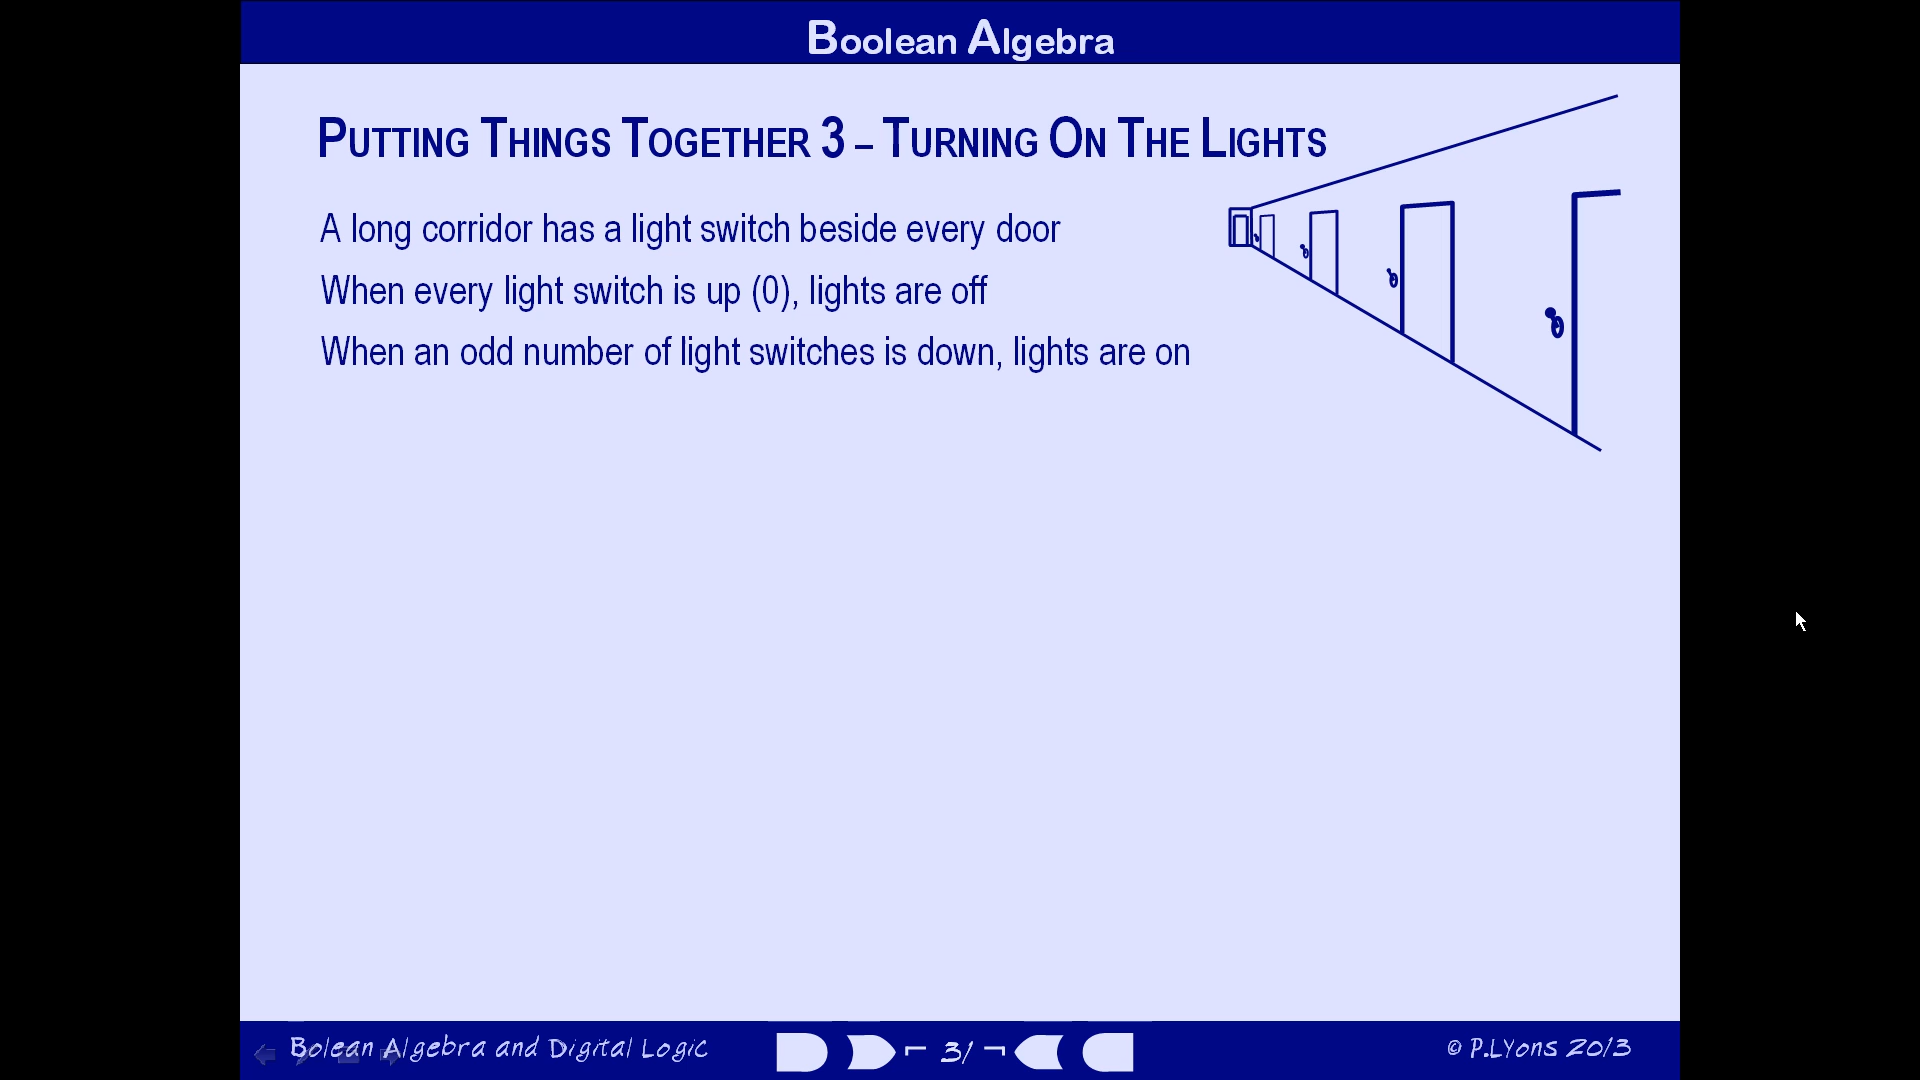 Boolean Algebra
Putting Things Together 3 – Turning On The Lights
A long corridor has a light switch beside every door
When every light switch is up (0), lights are off
When an odd number of light switches is down, lights are on
Bolean Algebra and Digital Logic
31
© P.Lyons 2013